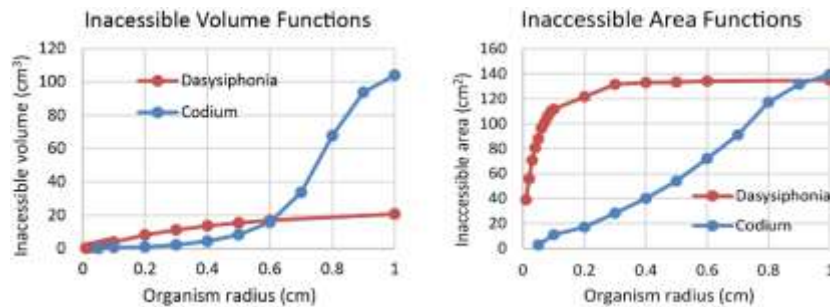 Inacessible Volume Functions
120
100
80
60
40
20
0
Inacessible volume (cm³)
Dasysiphonia
Codium
0 0.2 0.4 0.6 0.8 1
Organism radius (cm)
Inaccessible Area Functions
160
140
120
100
80
60
40
20
0
Inaccessible area (cm²)
Dasysiphonia
Codium
0 0.2 0.4 0.6 0.8 1
Organism radius (cm)